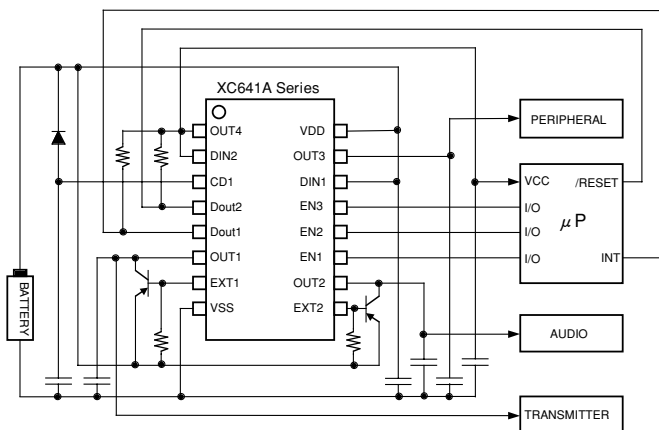 XC641A Series
OUT4
DIN2
CD1
Dout2
Dout1
OUT1
EXT1
VSS
VDD
OUT3
DIN1
EN3
EN2
EN1
OUT2
EXT2
BATTERY
PERIPHERAL
VCC
/RESET
I/O
μP
I/O
I/O
INT
AUDIO
TRANSMITTER